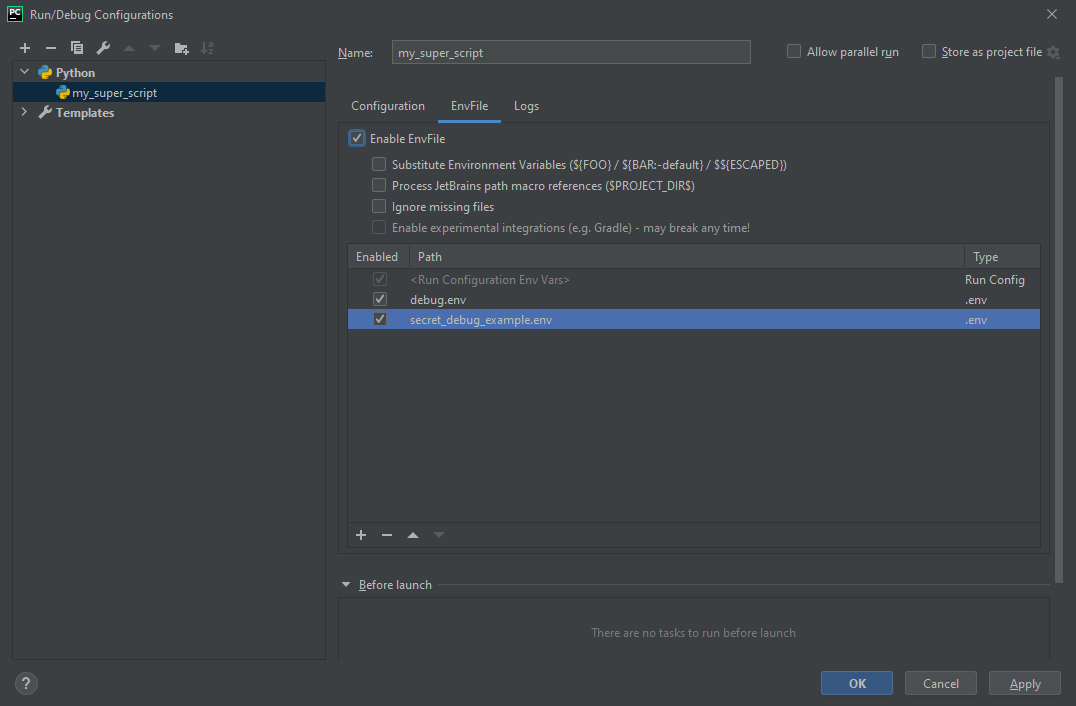 PC Run/Debug Configurations
Name: my_super_script Allow parallel run Store as project file
Python
my_super_script
Templates
Configuration EnvFile Logs
Enable EnvFile
Substitute Environment Variables (${FOO} / ${BAR:-default} / $${ESCAPED})
Process JetBrains path macro references ($PROJECT_DIR$)
Ignore missing files
Enable experimental integrations (e.g. Gradle) - may break any time!
Enabled Path Type
<Run Configuration Env Vars> Run Config
debug.env .env
secret_debug_example.env .env
Before launch
There are no tasks to run before launch
? OK Cancel Apply